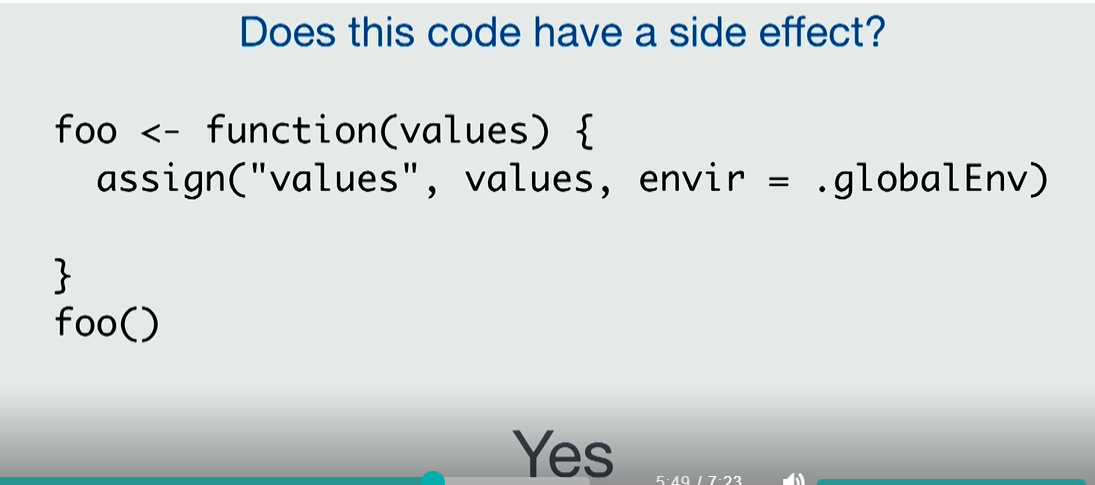 Does this code have a side effect?
foo <- function(values) {
  assign("values", values, envir = .globalEnv)
}
foo()
Yes
5:49 / 7:23